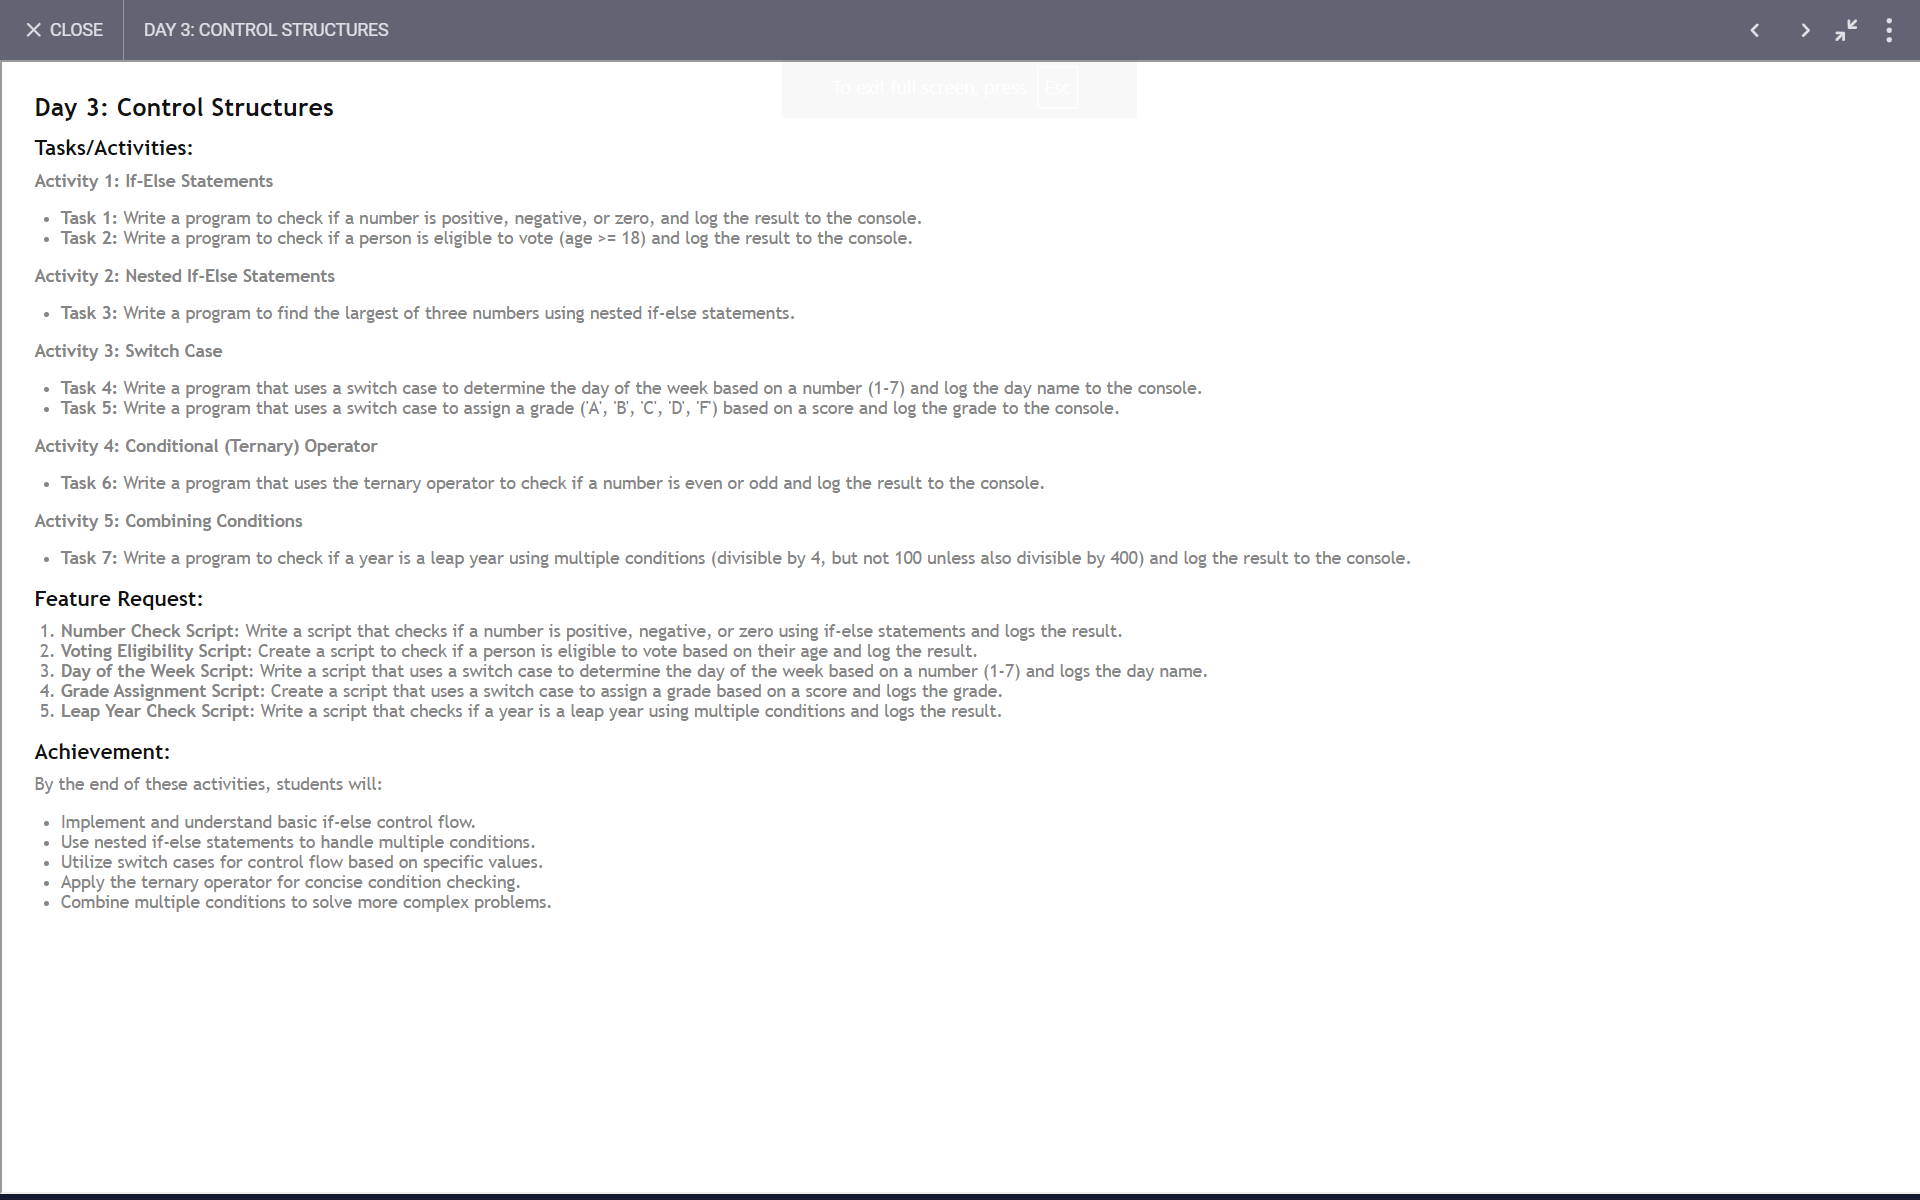 CLOSE
DAY 3: CONTROL STRUCTURES
To exit full screen, press Esc
Day 3: Control Structures
Tasks/Activities:
Activity 1: If-Else Statements
• Task 1: Write a program to check if a number is positive, negative, or zero, and log the result to the console.
• Task 2: Write a program to check if a person is eligible to vote (age >= 18) and log the result to the console.
Activity 2: Nested If-Else Statements
• Task 3: Write a program to find the largest of three numbers using nested if-else statements.
Activity 3: Switch Case
• Task 4: Write a program that uses a switch case to determine the day of the week based on a number (1-7) and log the day name to the console.
• Task 5: Write a program that uses a switch case to assign a grade ('A', 'B', 'C', 'D', 'F') based on a score and log the grade to the console.
Activity 4: Conditional (Ternary) Operator
• Task 6: Write a program that uses the ternary operator to check if a number is even or odd and log the result to the console.
Activity 5: Combining Conditions
• Task 7: Write a program to check if a year is a leap year using multiple conditions (divisible by 4, but not 100 unless also divisible by 400) and log the result to the console.
Feature Request:
1. Number Check Script: Write a script that checks if a number is positive, negative, or zero using if-else statements and logs the result.
2. Voting Eligibility Script: Create a script to check if a person is eligible to vote based on their age and log the result.
3. Day of the Week Script: Write a script that uses a switch case to determine the day of the week based on a number (1-7) and logs the day name.
4. Grade Assignment Script: Create a script that uses a switch case to assign a grade based on a score and logs the grade.
5. Leap Year Check Script: Write a script that checks if a year is a leap year using multiple conditions and logs the result.
Achievement:
By the end of these activities, students will:
• Implement and understand basic if-else control flow.
• Use nested if-else statements to handle multiple conditions.
• Utilize switch cases for control flow based on specific values.
• Apply the ternary operator for concise condition checking.
• Combine multiple conditions to solve more complex problems.